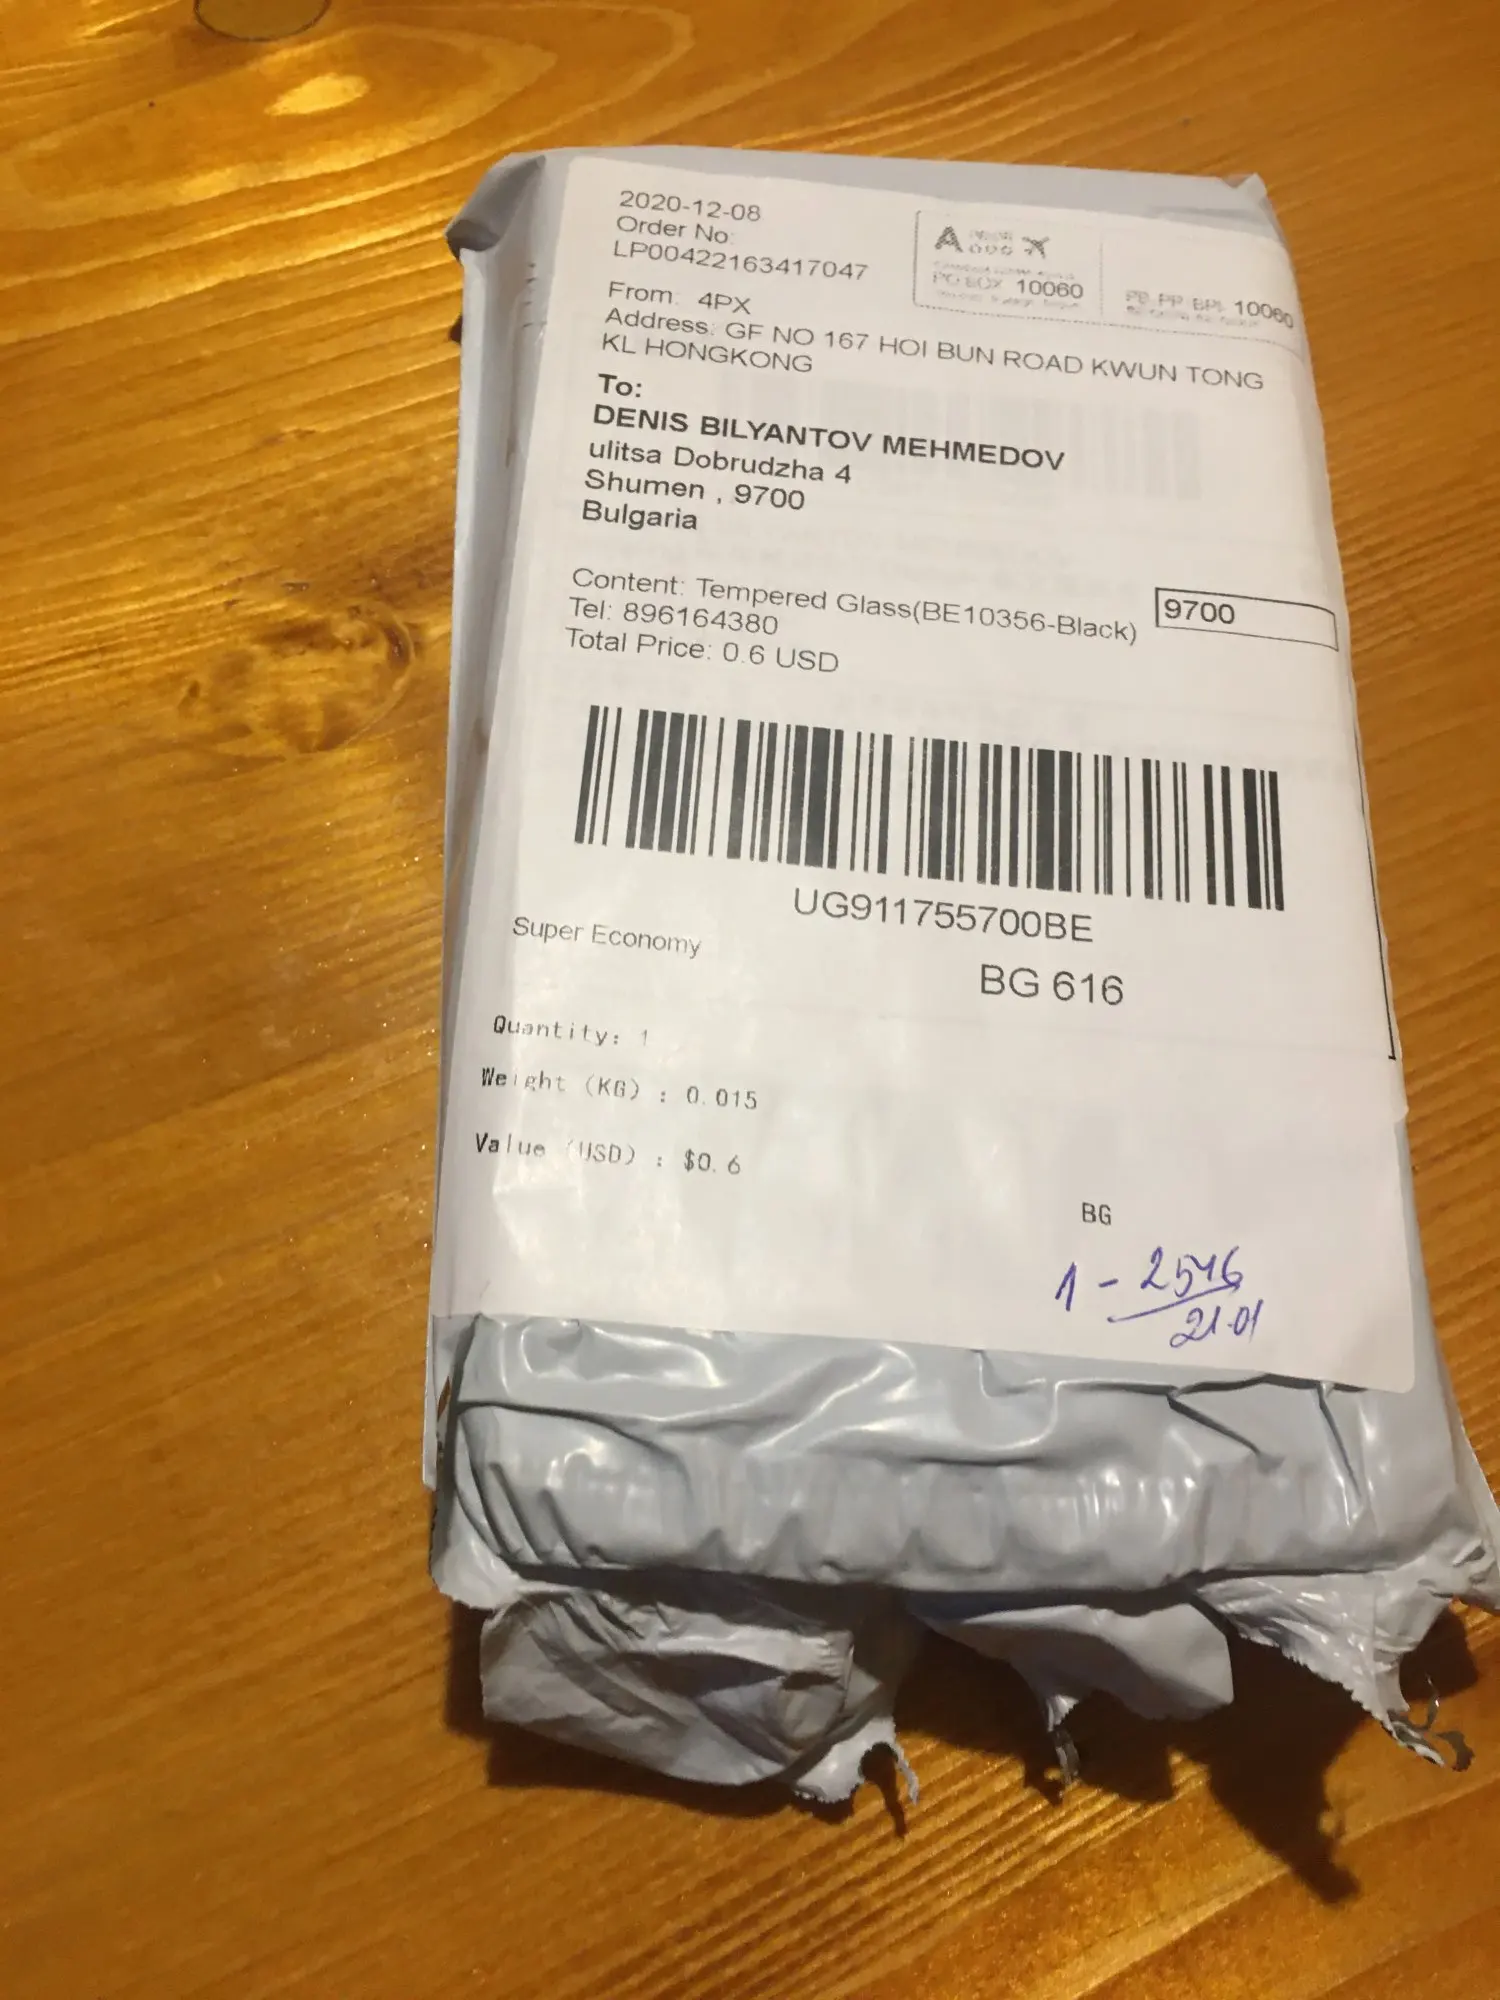 2020-12-08
Order No:
LP00422163417047
A
PO BOX 10060
PB-PP BPI- 10060
From: 4PX
Address: GF NO 167 HOI BUN ROAD KWUN TONG
KL HONGKONG
To:
DENIS BILYANTOV MEHMEDOV
ulitsa Dobrudzha 4
Shumen , 9700
Bulgaria
Content: Tempered Glass(BE10356-Black)
9700
Tel: 896164380
Total Price: 0.6 USD
UG911755700BE
Super Economy
BG 616
Quantity: 1
Weight (KG) : 0.015
Value (USD) : $0.6
BG
1 - 2546
21.01